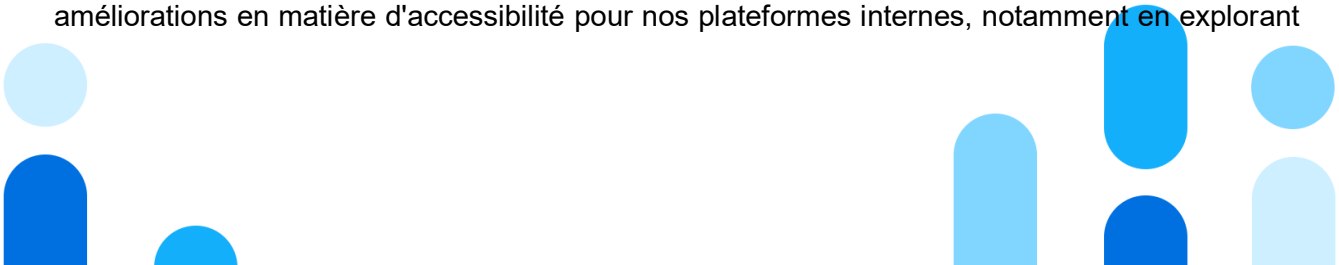 améliorations en matière d'accessibilité pour nos plateformes internes, notamment en explorant